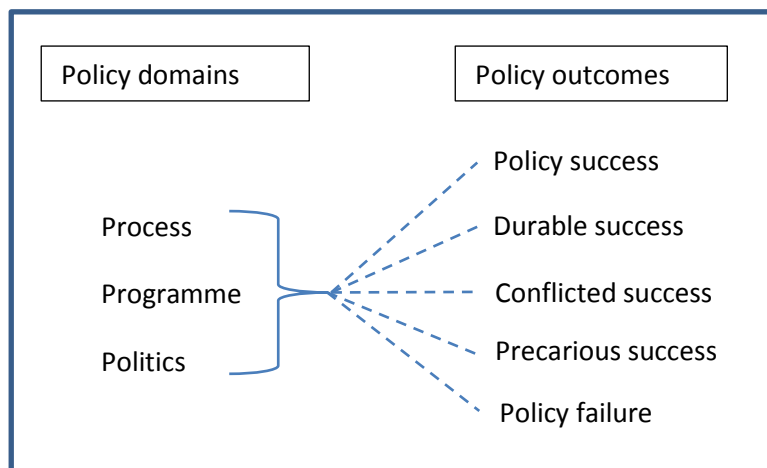 Policy domains
Policy outcomes
Process
Programme
Politics
Policy success
Durable success
Conflicted success
Precarious success
Policy failure